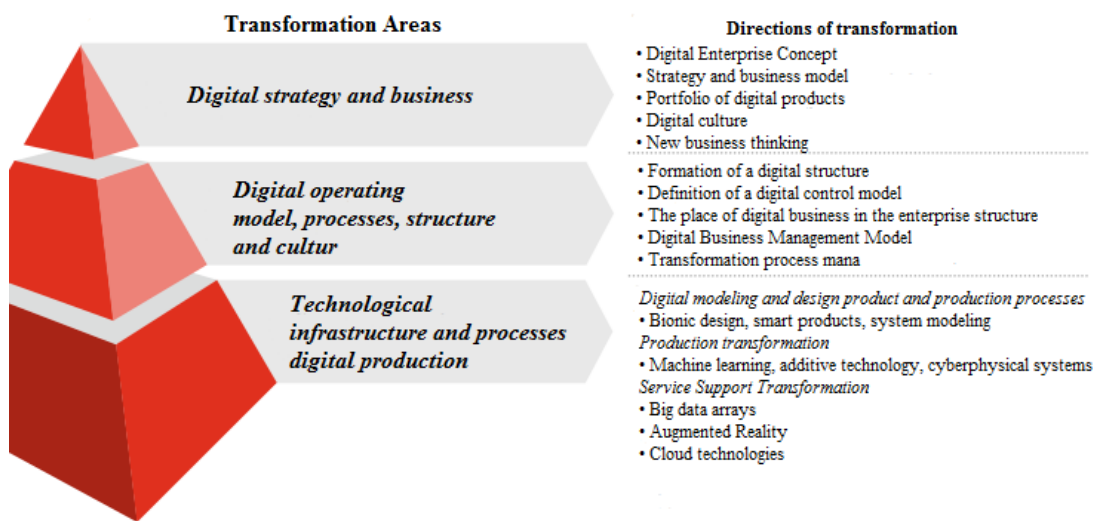 Transformation Areas
Directions of transformation
Digital strategy and business
• Digital Enterprise Concept
• Strategy and business model
• Portfolio of digital products
• Digital culture
• New business thinking
Digital operating
model, processes, structure
and cultur
• Formation of a digital structure
• Definition of a digital control model
• The place of digital business in the enterprise structure
• Digital Business Management Model
• Transformation process mana
Technological
infrastructure and processes
digital production
Digital modeling and design product and production processes
• Bionic design, smart products, system modeling
Production transformation
• Machine learning, additive technology, cyberphysical systems
Service Support Transformation
• Big data arrays
• Augmented Reality
• Cloud technologies